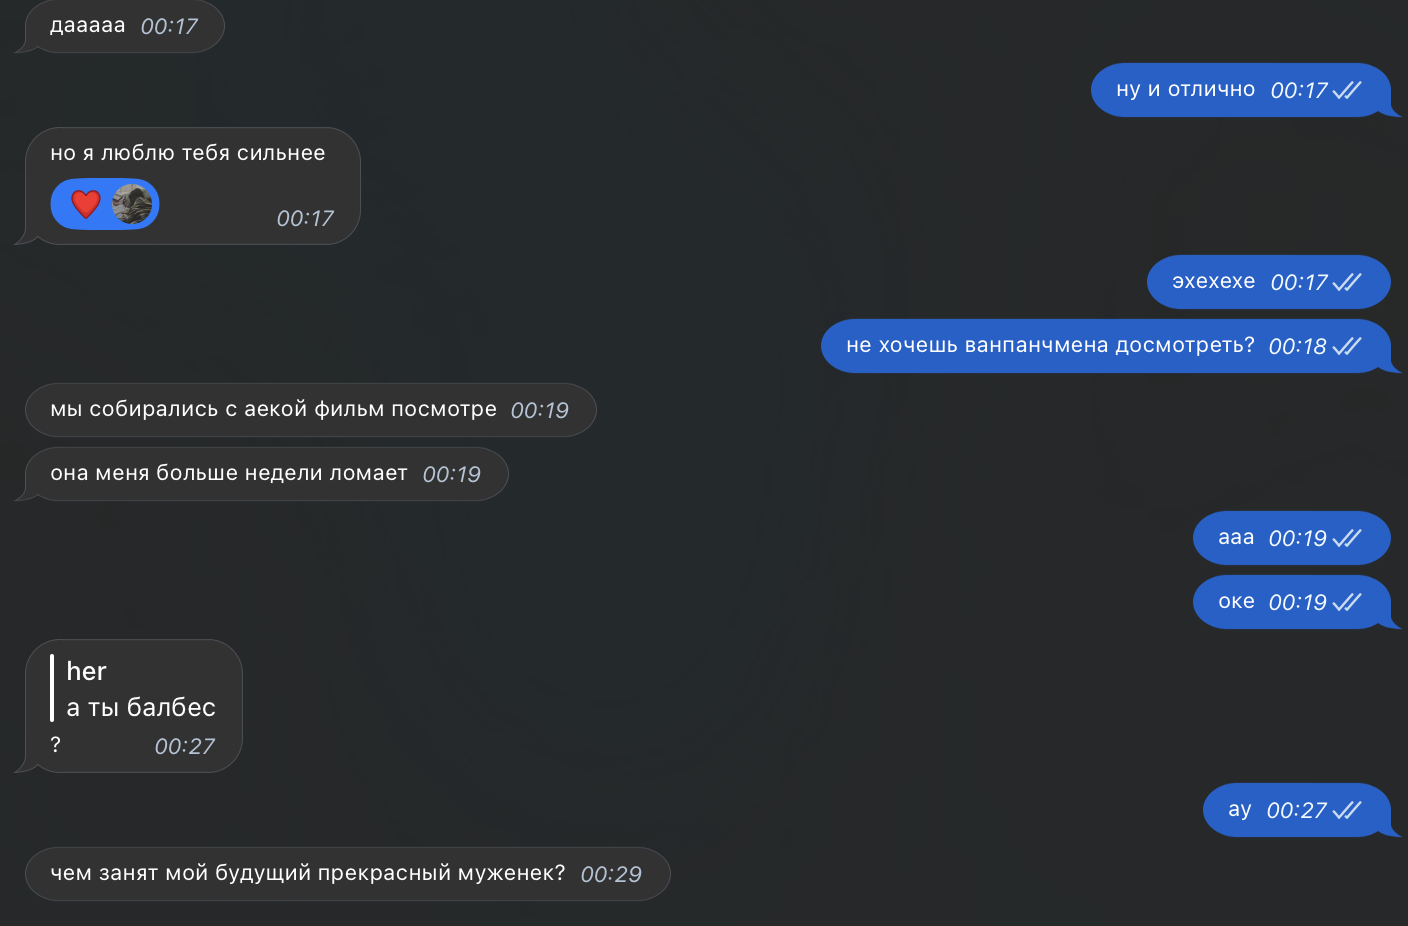 дааааа 00:17
ну и отлично 00:17
но я люблю тебя сильнее
00:17
эхехехе 00:17
не хочешь ванпанчмена досмотреть? 00:18
мы собирались с аекой фильм посмотре 00:19
она меня больше недели ломает 00:19
ааа 00:19
оке 00:19
her
а ты балбес
? 00:27
ау 00:27
чем занят мой будущий прекрасный муженек? 00:29